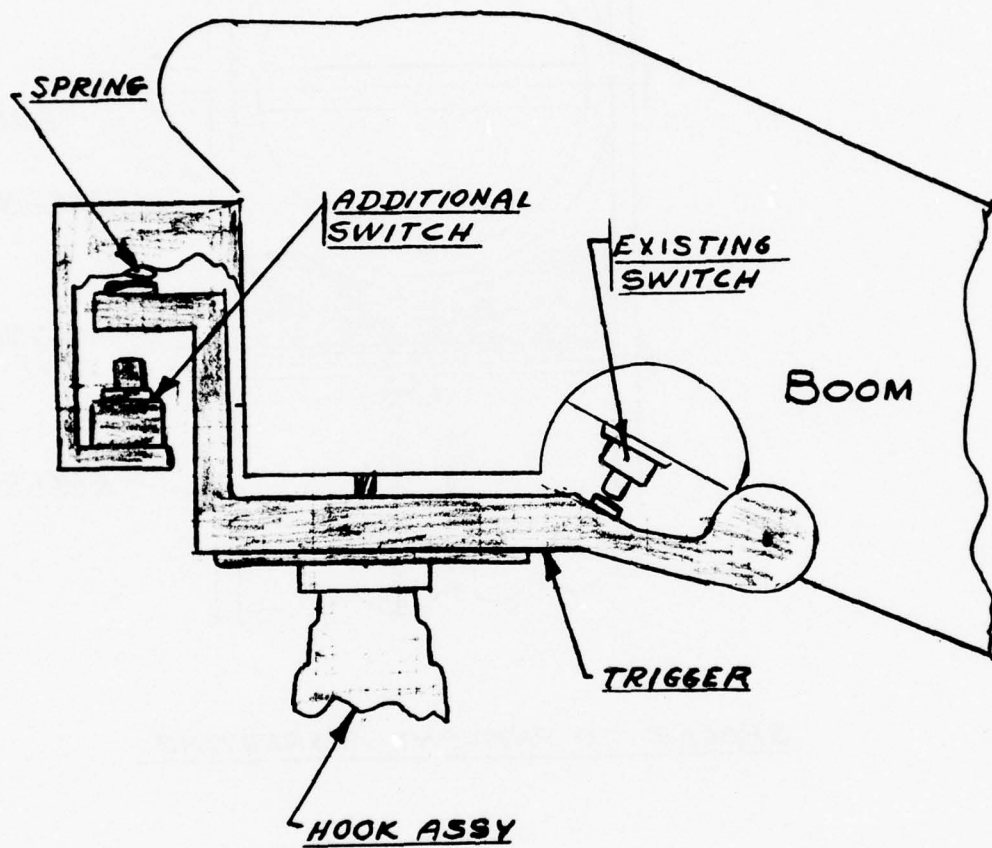 SPRING
ADDITIONAL
SWITCH
EXISTING
SWITCH
BOOM
TRIGGER
HOOK ASSY